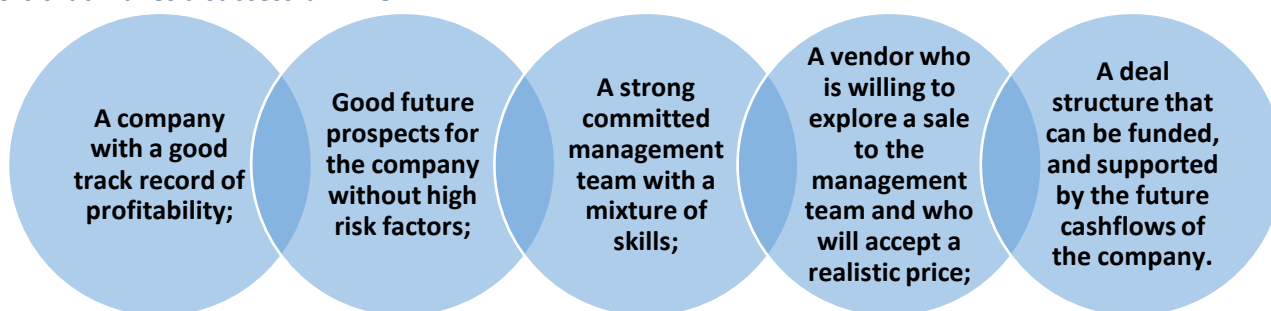 A company
with a good
track record of
profitability;
Good future
prospects for
the company
without high
risk factors;
A strong
committed
management
team with a
mixture of
skills;
A vendor who
is willing to
explore a sale
to the
management
team and who
will accept a
realistic price;
A deal
structure that
can be funded,
and supported
by the future
cashflows of
the company.